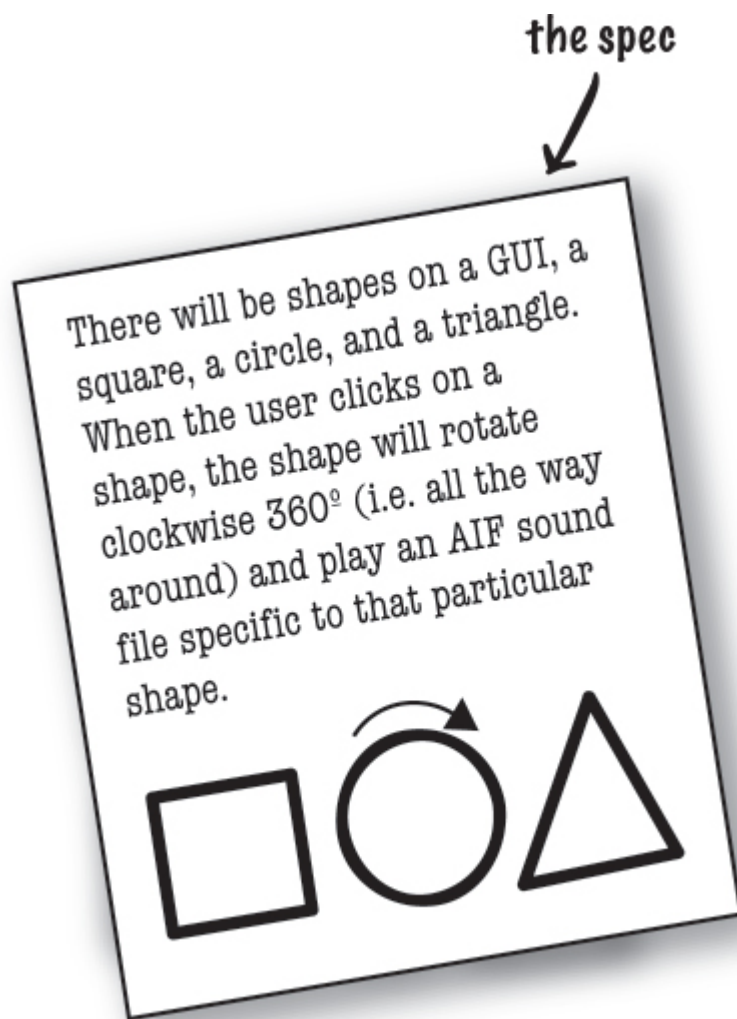 the spec
There will be shapes on a GUI, a
square, a circle, and a triangle.
When the user clicks on a
shape, the shape will rotate
clockwise 360º (i.e. all the way
around) and play an AIF sound
file specific to that particular
shape.